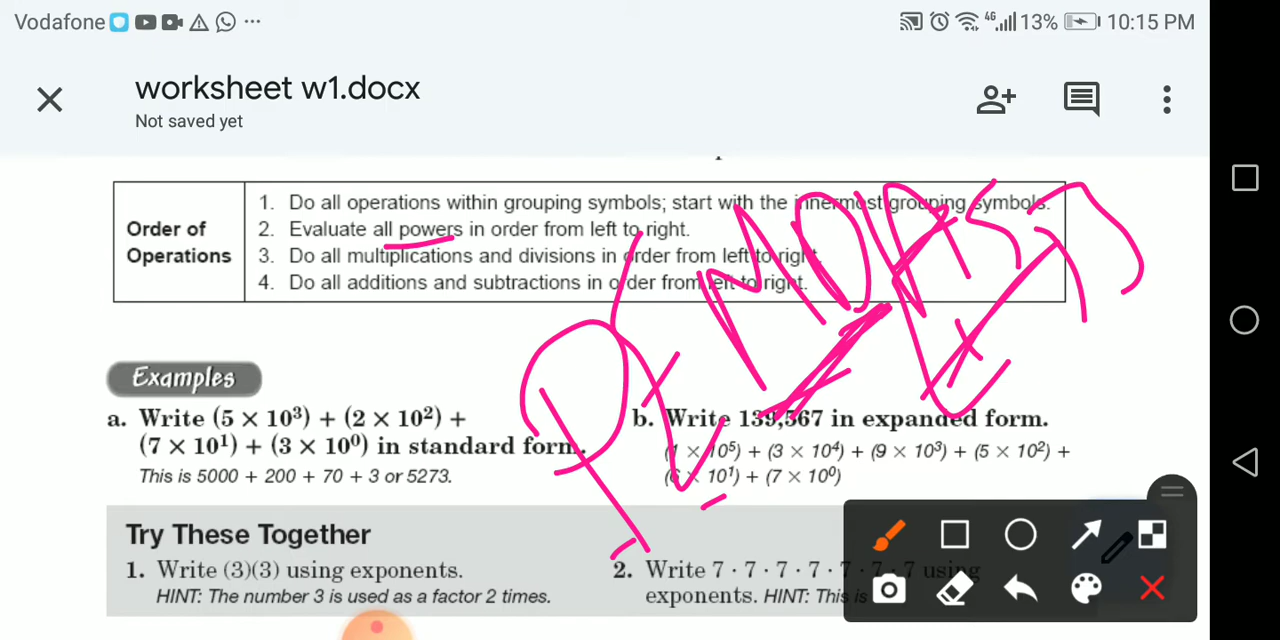 Vodafone 4G 13% 10:15 PM
worksheet w1.docx
Not saved yet
Order of Operations
1. Do all operations within grouping symbols; start with the innermost grouping symbols.
2. Evaluate all powers in order from left to right.
3. Do all multiplications and divisions in order from left to right.
4. Do all additions and subtractions in order from left to right.
PEMDAS
Examples
a. Write (5 × 10³) + (2 × 10²) +
(7 × 10¹) + (3 × 10⁰) in standard form.
This is 5000 + 200 + 70 + 3 or 5273.
b. Write 139,567 in expanded form.
(1 × 10⁵) + (3 × 10⁴) + (9 × 10³) + (5 × 10²) +
(6 × 10¹) + (7 × 10⁰)
Try These Together
1. Write (3)(3) using exponents.
HINT: The number 3 is used as a factor 2 times.
2. Write 7 · 7 · 7 · 7 · 7 · 7 · 7 using
exponents. HINT: This is